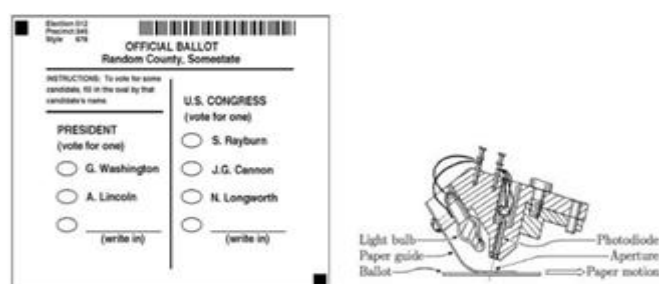 Election 012
Precinct 345
Style 678
OFFICIAL BALLOT
Random County, Somestate
INSTRUCTIONS: To vote for some
candidate, fill in the oval by that
candidate's name.
PRESIDENT
(vote for one)
G. Washington
A. Lincoln
(write in)
U.S. CONGRESS
(vote for one)
S. Rayburn
J.G. Cannon
N. Longworth
(write in)
Light bulb
Paper guide
Ballot
Photodiode
Aperture
Paper motion